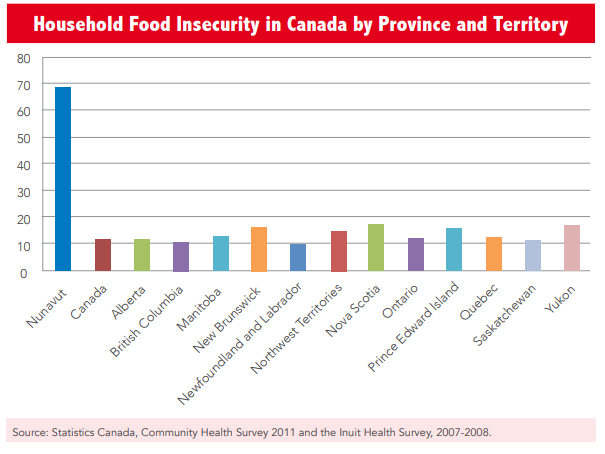 Household Food Insecurity in Canada by Province and Territory
80
70
60
50
40
30
20
10
0
Nunavut
Canada
Alberta
British Columbia
Manitoba
New Brunswick
Newfoundland and Labrador
Northwest Territories
Nova Scotia
Ontario
Prince Edward Island
Quebec
Saskatchewan
Yukon
Source: Statistics Canada, Community Health Survey 2011 and the Inuit Health Survey, 2007-2008.